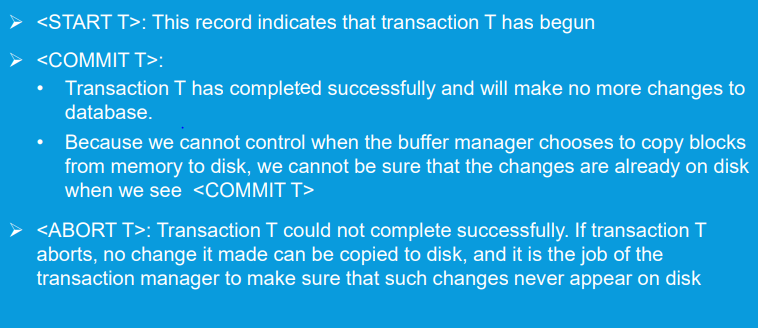 ➢ <START T>: This record indicates that transaction T has begun
➢ <COMMIT T>:
• Transaction T has completed successfully and will make no more changes to
database.
• Because we cannot control when the buffer manager chooses to copy blocks
from memory to disk, we cannot be sure that the changes are already on disk
when we see <COMMIT T>
➢ <ABORT T>: Transaction T could not complete successfully. If transaction T
aborts, no change it made can be copied to disk, and it is the job of the
transaction manager to make sure that such changes never appear on disk